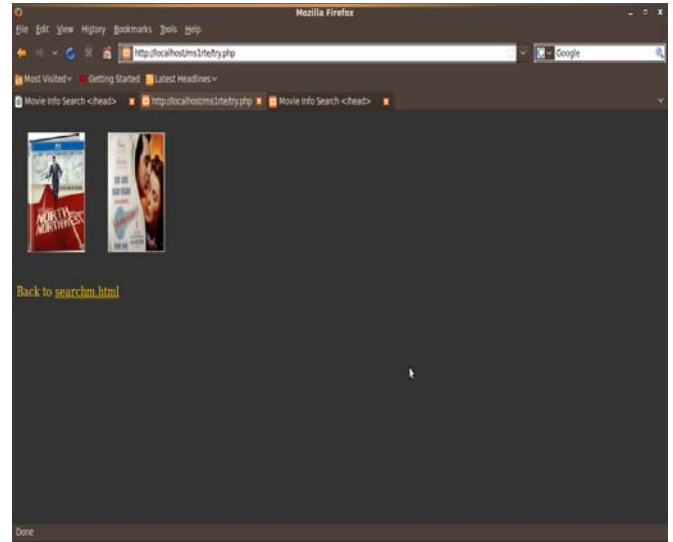 Mozilla Firefox
File Edit View History Bookmarks Tools Help
http://localhost/ms1rte/try.php
Google
Most Visited Getting Started Latest Headlines
Movie Info Search </head> http://localhost/ms1rte/try.php Movie Info Search </head>
NORTH
NORTHWEST
Back to searchm.html
Done